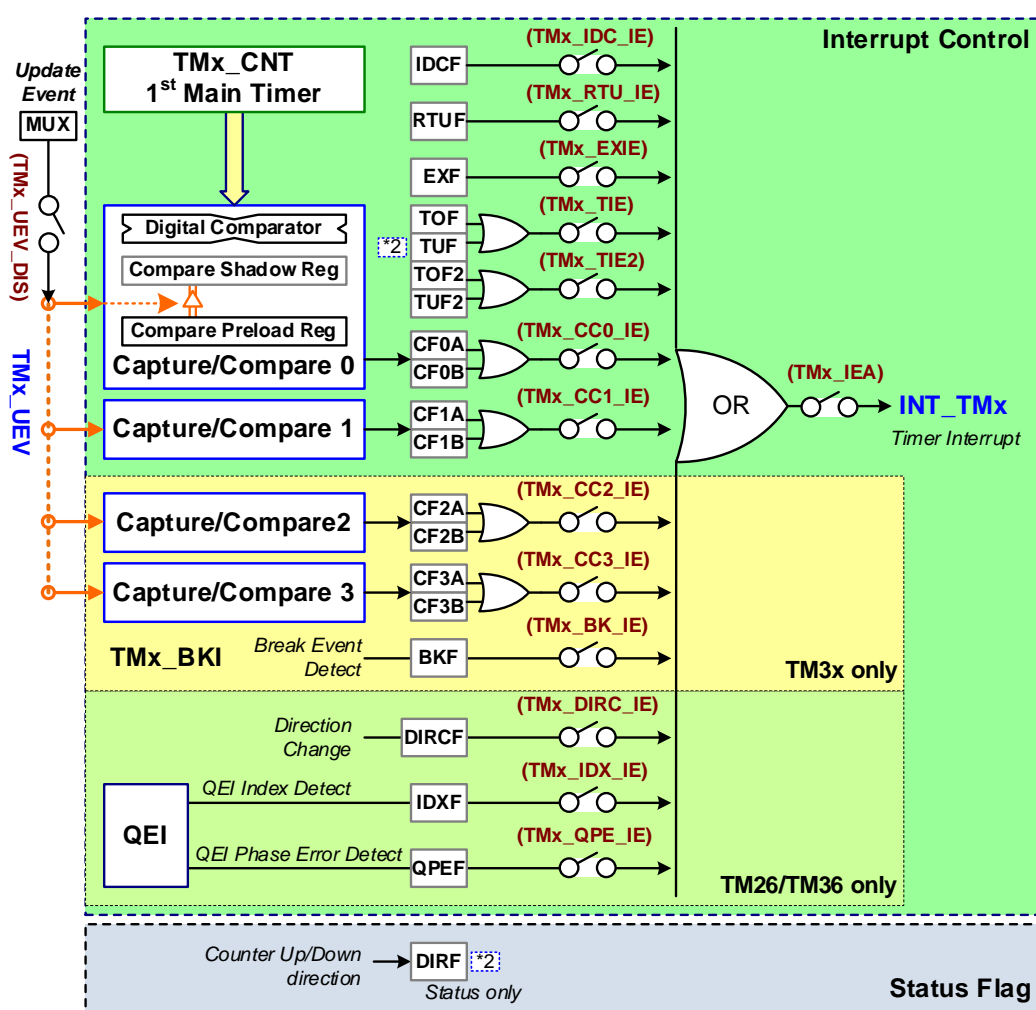 Interrupt Control
Update
Event
MUX
(TMx_UEV_DIS)
TMx_UEV
TMx_CNT
1st Main Timer
Digital Comparator
Compare Shadow Reg
Compare Preload Reg
Capture/Compare 0
Capture/Compare 1
Capture/Compare2
Capture/Compare 3
TMx_BKI
Break Event
Detect
Direction
Change
QEI
QEI Index Detect
QEI Phase Error Detect
IDCF
(TMx_IDC_IE)
RTUF
(TMx_RTU_IE)
EXF
(TMx_EXIE)
*2
TOF
TUF
(TMx_TIE)
TOF2
TUF2
(TMx_TIE2)
CF0A
CF0B
(TMx_CC0_IE)
CF1A
CF1B
(TMx_CC1_IE)
CF2A
CF2B
(TMx_CC2_IE)
CF3A
CF3B
(TMx_CC3_IE)
BKF
(TMx_BK_IE)
TM3x only
DIRCF
(TMx_DIRC_IE)
IDXF
(TMx_IDX_IE)
QPEF
(TMx_QPE_IE)
TM26/TM36 only
OR
(TMx_IEA)
INT_TMx
Timer Interrupt
Counter Up/Down
direction
DIRF
*2
Status only
Status Flag